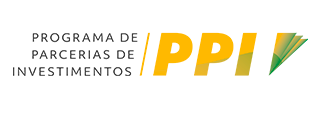 PROGRAMA DE
PARCERIAS DE
INVESTIMENTOS
PPI